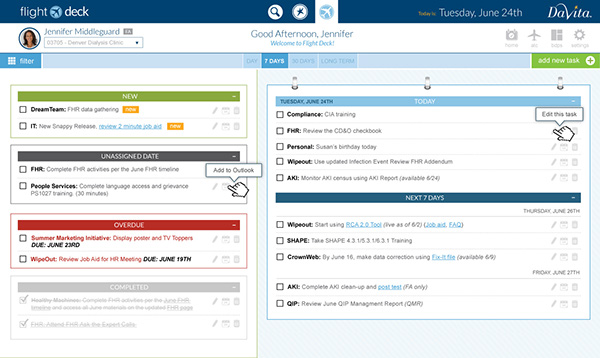 flight deck
Today is Tuesday, June 24th
DaVita.
Jennifer Middleguard FA
03705 - Denver Dialysis Clinic
Good Afternoon, Jennifer
Welcome to Flight Deck!
home
settings
filter
DAY 7 DAYS 30 DAYS LONG TERM
add new task +
NEW
DreamTeam: FHR data gathering new
IT: New Snappy Release, review 2 minute job aid new
UNASSIGNED DATE
FHR: Complete FHR activities per the June FHR timeline
Add to Outlook
People Services: Complete language access and grievance
PS1027 training. (30 minutes)
OVERDUE
Summer Marketing Initiative: Display poster and TV Toppers
DUE: JUNE 23RD
WipeOut: Review Job Aid for HR Meeting DUE: JUNE 19TH
COMPLETED
Healthy Machines: Complete FHR activities per the June FHR
timeline and access all June materials on the updated FHR page
FHR: Attend FHR Ask the Expert Calls
TUESDAY, JUNE 24TH TODAY
Compliance: CIA training
Edit this task
FHR: Review the CD&O checkbook
Personal: Susan's birthday today
Wipeout: Use updated Infection Event Review FHR Addendum
AKI: Monitor AKI census using AKI Report (available 6/24)
NEXT 7 DAYS
THURSDAY, JUNE 26TH
Wipeout: Start using RCA 2.0 Tool (live as of 6/2) (Job aid, FAQ)
SHAPE: Take SHAPE 4.3.1/5.3.1/6.3.1 Training
CrownWeb: By June 16, make data correction using Fix-It file (available 6/9)
FRIDAY, JUNE 27TH
AKI: Complete AKI clean-up and post test (FA only)
QIP: Review June QIP Managment Report (QMR)